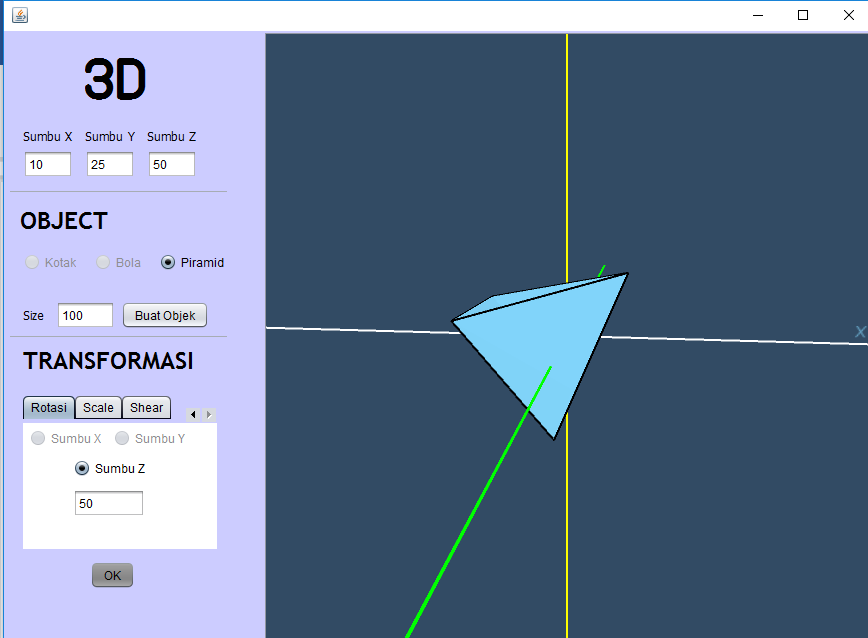 3D
Sumbu X Sumbu Y Sumbu Z
10 25 50
OBJECT
Kotak Bola Piramid
Size 100 Buat Objek
TRANSFORMASI
Rotasi Scale Shear
Sumbu X Sumbu Y
Sumbu Z
50
OK
X